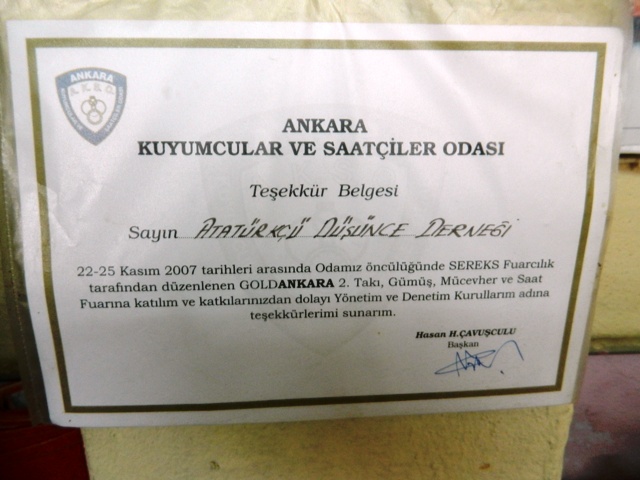 ANKARA
A.K.S.O.
ANKARA
KUYUMCULAR VE SAATÇİLER ODASI
Teşekkür Belgesi
Sayın ATATÜRKÇÜ DÜŞÜNCE DERNEĞİ
22-25 Kasım 2007 tarihleri arasında Odamız öncülüğünde SEREKS Fuarcılık
tarafından düzenlenen GOLDANKARA 2. Takı, Gümüş, Mücevher ve Saat
Fuarına katılım ve katkılarınızdan dolayı Yönetim ve Denetim Kurullarım adına
teşekkürlerimi sunarım.
Hasan H.ÇAVUŞCULU
Başkan